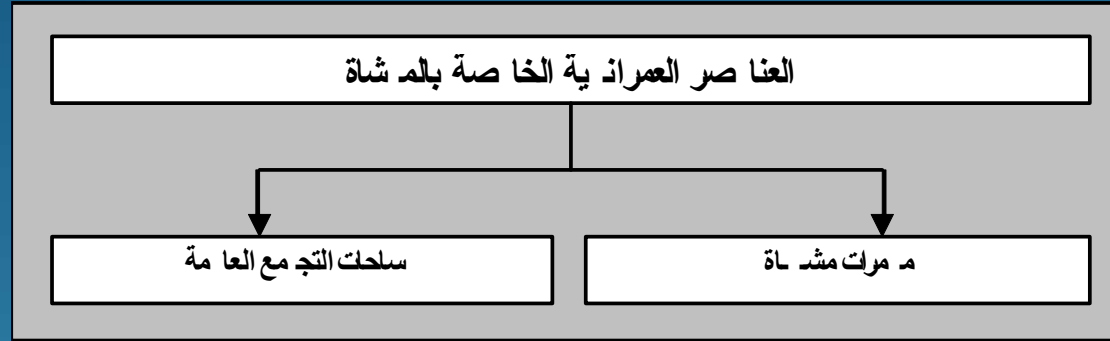 العناصر العمرانية الخاصة بالمشاة
ممرات مشاة
ساحات التجمع العامة